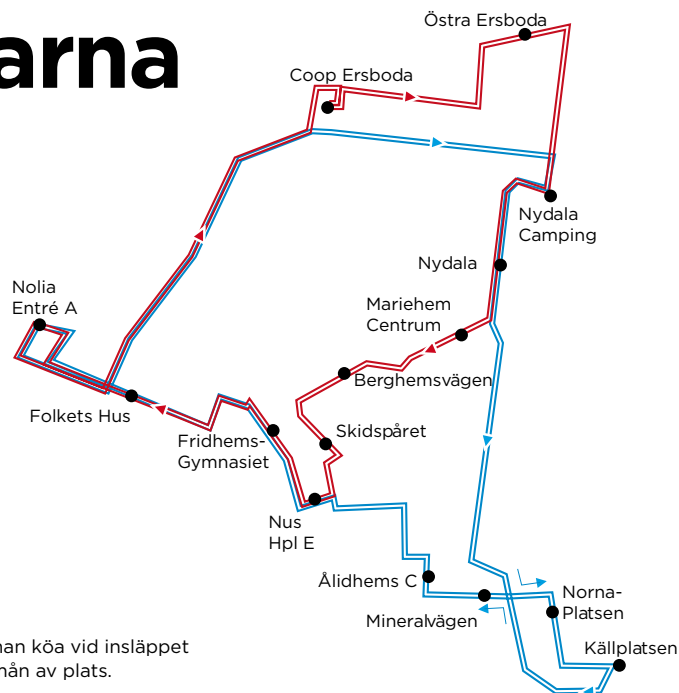 arna
Östra Ersboda
Coop Ersboda
Nydala
Camping
Nydala
Nolia
Entré A
Mariehem
Centrum
Berghemsvägen
Folkets Hus
Skidspåret
Fridhems-
Gymnasiet
Nus
Hpl E
Ålidhems C
Mineralvägen
Norna-
Platsen
Källplatsen
nan köa vid insläppet
mån av plats.